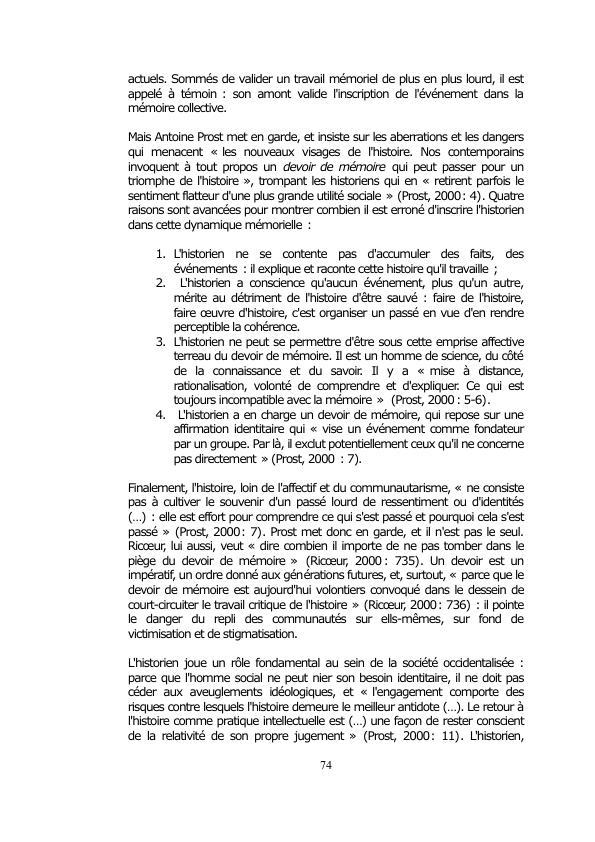 actuels. Sommés de valider un travail mémoriel de plus en plus lourd, il est
appelé à témoin : son amont valide l'inscription de l'événement dans la
mémoire collective.
Mais Antoine Prost met en garde, et insiste sur les aberrations et les dangers
qui menacent « les nouveaux visages de l'histoire. Nos contemporains
invoquent à tout propos un devoir de mémoire qui peut passer pour un
triomphe de l'histoire », trompant les historiens qui en « retirent parfois le
sentiment flatteur d'une plus grande utilité sociale » (Prost, 2000 : 4). Quatre
raisons sont avancées pour montrer combien il est erroné d'inscrire l'historien
dans cette dynamique mémorielle :
1. L'historien ne se contente pas d'accumuler des faits, des
événements : il explique et raconte cette histoire qu'il travaille ;
2. L'historien a conscience qu'aucun événement, plus qu'un autre,
mérite au détriment de l'histoire d'être sauvé : faire de l'histoire,
faire œuvre d'histoire, c'est organiser un passé en vue d'en rendre
perceptible la cohérence.
3. L'historien ne peut se permettre d'être sous cette emprise affective
terreau du devoir de mémoire. Il est un homme de science, du côté
de la connaissance et du savoir. Il y a « mise à distance,
rationalisation, volonté de comprendre et d'expliquer. Ce qui est
toujours incompatible avec la mémoire » (Prost, 2000 : 5-6).
4. L'historien a en charge un devoir de mémoire, qui repose sur une
affirmation identitaire qui « vise un événement comme fondateur
par un groupe. Par là, il exclut potentiellement ceux qu'il ne concerne
pas directement » (Prost, 2000 : 7).
Finalement, l'histoire, loin de l'affectif et du communautarisme, « ne consiste
pas à cultiver le souvenir d'un passé lourd de ressentiment ou d'identités
(…) : elle est effort pour comprendre ce qui s'est passé et pourquoi cela s'est
passé » (Prost, 2000 : 7). Prost met donc en garde, et il n'est pas le seul.
Ricœur, lui aussi, veut « dire combien il importe de ne pas tomber dans le
piège du devoir de mémoire » (Ricœur, 2000 : 735). Un devoir est un
impératif, un ordre donné aux générations futures, et, surtout, « parce que le
devoir de mémoire est aujourd'hui volontiers convoqué dans le dessein de
court-circuiter le travail critique de l'histoire » (Ricœur, 2000 : 736) : il pointe
le danger du repli des communautés sur ells-mêmes, sur fond de
victimisation et de stigmatisation.
L'historien joue un rôle fondamental au sein de la société occidentalisée :
parce que l'homme social ne peut nier son besoin identitaire, il ne doit pas
céder aux aveuglements idéologiques, et « l'engagement comporte des
risques contre lesquels l'histoire demeure le meilleur antidote (…). Le retour à
l'histoire comme pratique intellectuelle est (…) une façon de rester conscient
de la relativité de son propre jugement » (Prost, 2000 : 11). L'historien,
74